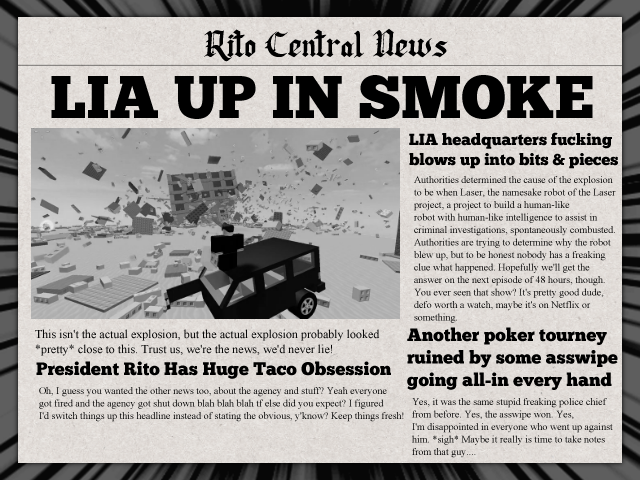 Rito Central News
LIA UP IN SMOKE
LIA headquarters fucking
blows up into bits & pieces
Authorities determined the cause of the explosion
to be when Laser, the namesake robot of the Laser
project, a project to build a human-like
robot with human-like intelligence to assist in
criminal investigations, spontaneously combusted.
Authorities are trying to determine why the robot
blew up, but to be honest nobody has a freaking
clue what happened. Hopefully we'll get the
answer on the next episode of 48 hours, though.
You ever seen that show? It's pretty good dude,
defo worth a watch, maybe it's on Netflix or
something.
This isn't the actual explosion, but the actual explosion probably looked
*pretty* close to this. Trust us, we're the news, we'd never lie!
President Rito Has Huge Taco Obsession
Oh, I guess you wanted the other news too, about the agency and stuff? Yeah everyone
got fired and the agency got shut down blah blah blah tf else did you expect? I figured
I'd switch things up this headline instead of stating the obvious, y'know? Keep things fresh!
Another poker tourney
ruined by some asswipe
going all-in every hand
Yes, it was the same stupid freaking police chief
from before. Yes, the asswipe won. Yes,
I'm disappointed in everyone who went up against
him. *sigh* Maybe it really is time to take notes
from that guy....